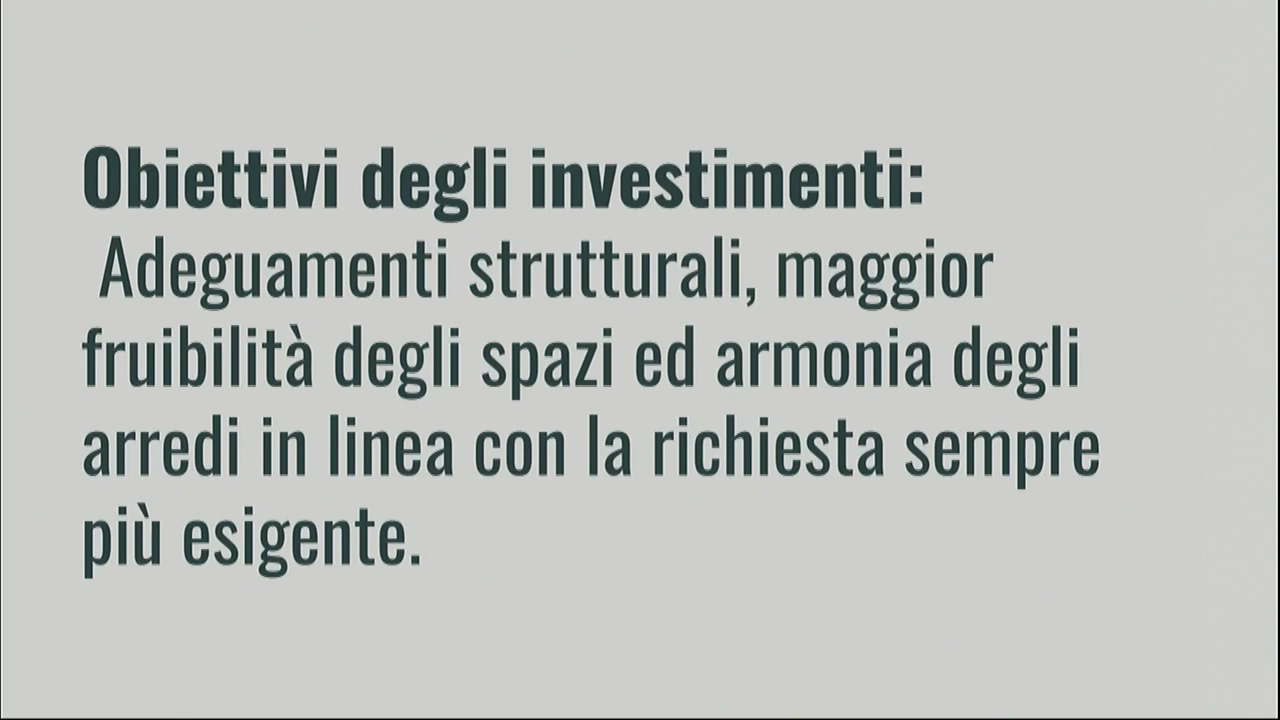 Obiettivi degli investimenti:
Adeguamenti strutturali, maggior
fruibilità degli spazi ed armonia degli
arredi in linea con la richiesta sempre
più esigente.